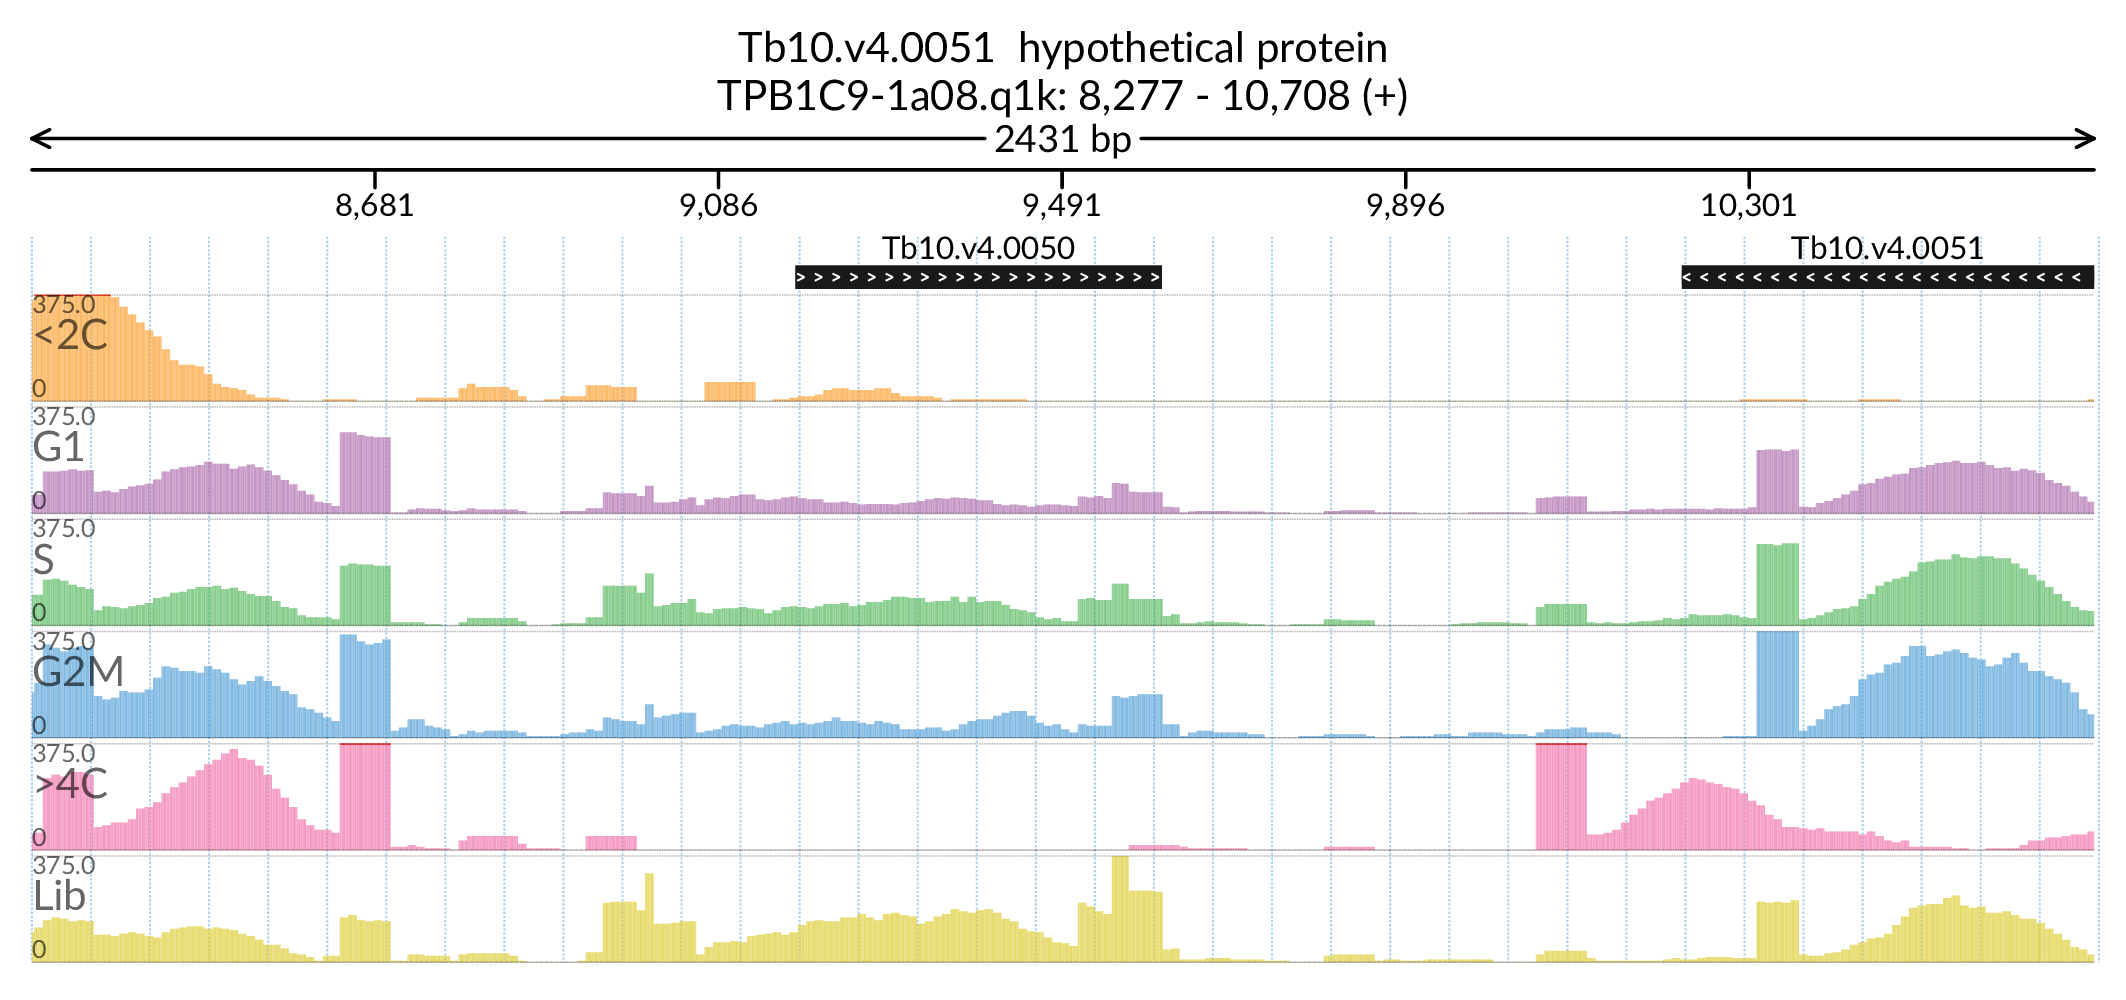 Tb10.v4.0051 hypothetical protein
TPB1C9-1a08.q1k: 8,277 - 10,708 (+)
2431 bp
8,681 9,086 9,491 9,896 10,301
Tb10.v4.0050 Tb10.v4.0051
375.0
<2C
0
375.0
G1
0
375.0
S
0
375.0
G2M
0
375.0
>4C
0
375.0
Lib
0